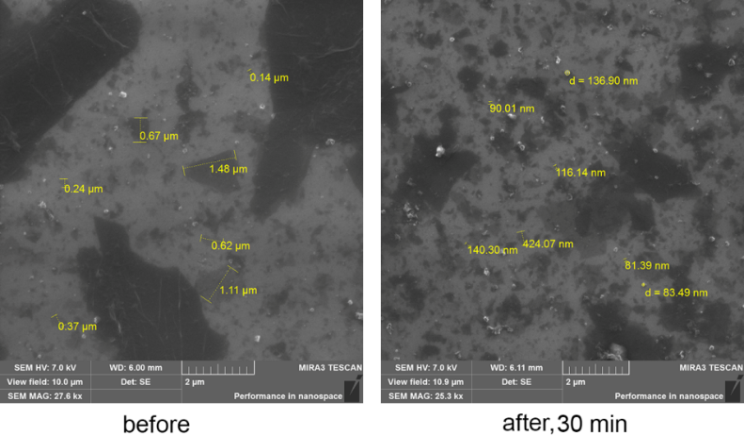 0.14 µm
0.67 µm
1.48 µm
0.24 µm
0.62 µm
1.11 µm
0.37 µm
SEM HV: 7.0 kV WD: 6.00 mm MIRA3 TESCAN
View field: 10.0 µm Det: SE 2 µm
SEM MAG: 27.6 kx Performance in nanospace
before
d = 136.90 nm
90.01 nm
116.14 nm
140.30 nm 424.07 nm
81.39 nm
d = 83.49 nm
SEM HV: 7.0 kV WD: 6.11 mm MIRA3 TESCAN
View field: 10.9 µm Det: SE 2 µm
SEM MAG: 25.3 kx Performance in nanospace
after, 30 min